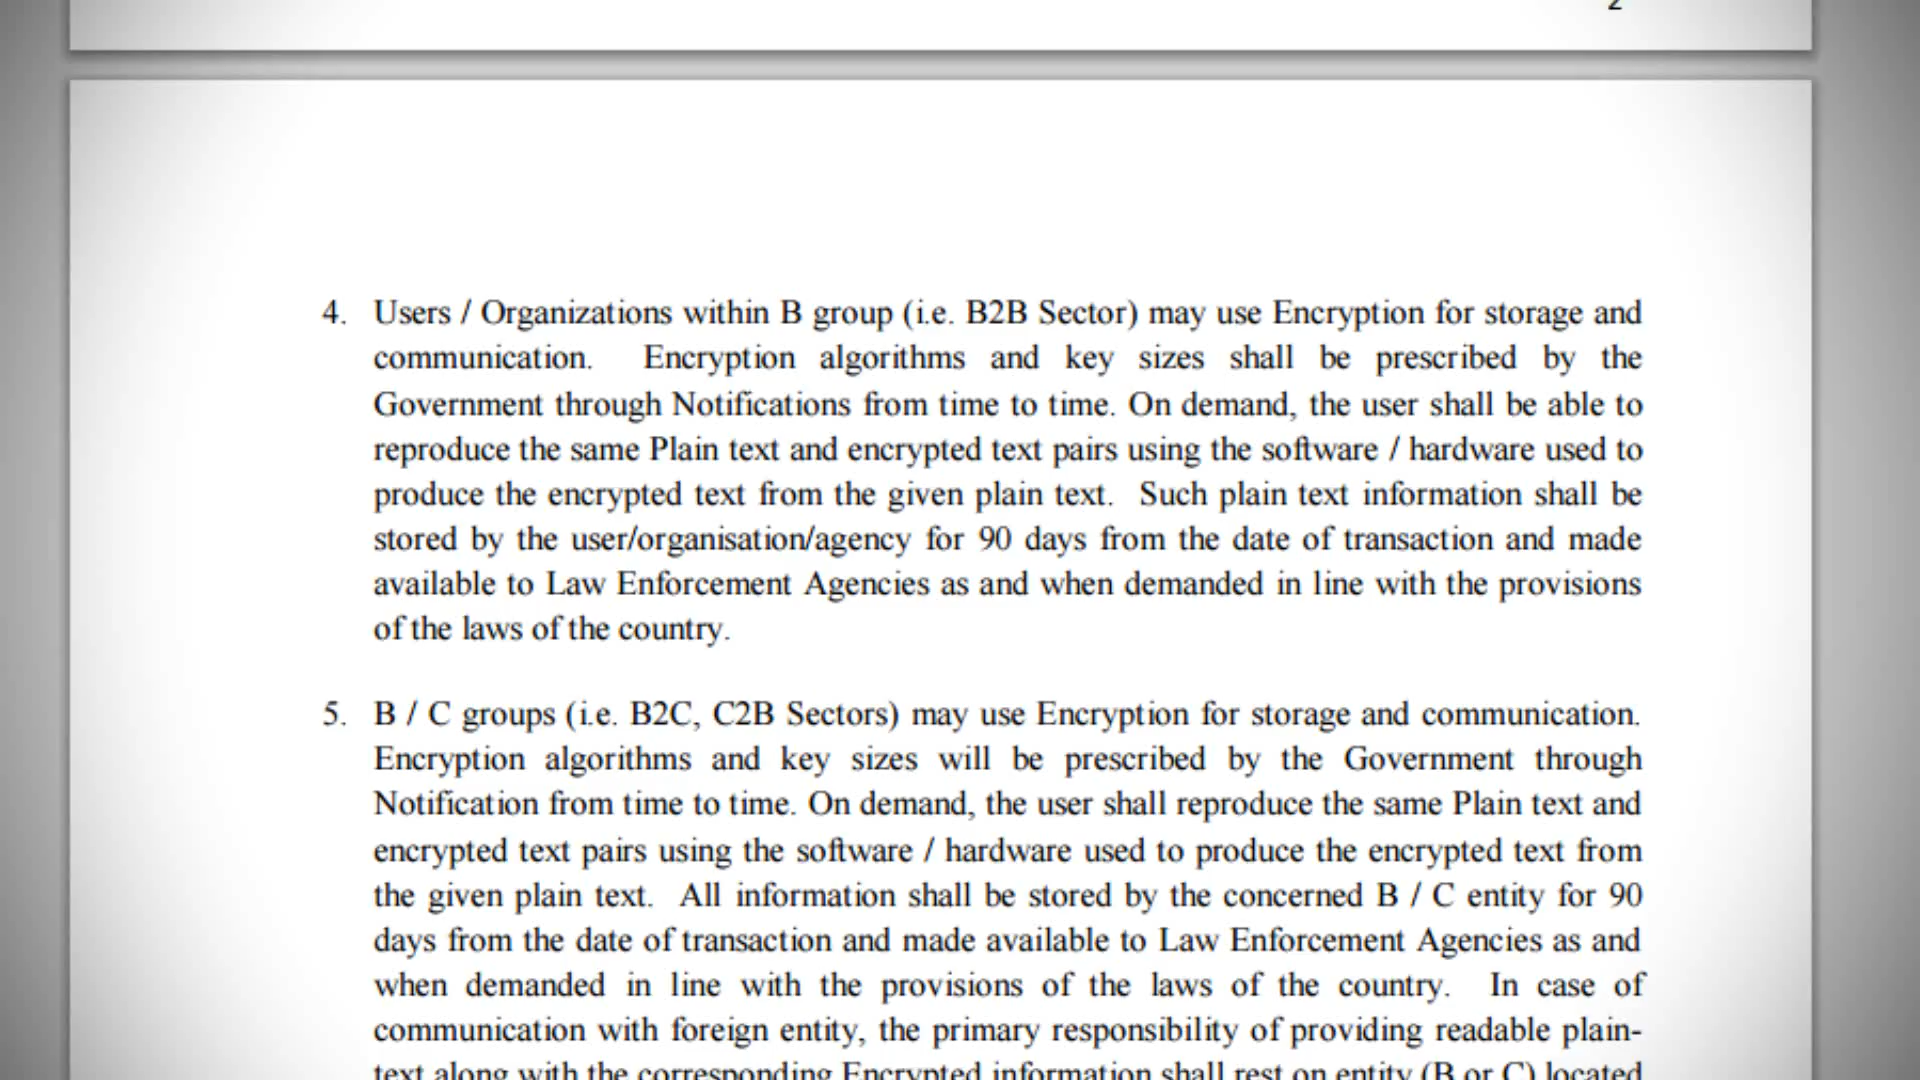 2
4. Users / Organizations within B group (i.e. B2B Sector) may use Encryption for storage and
communication. Encryption algorithms and key sizes shall be prescribed by the
Government through Notifications from time to time. On demand, the user shall be able to
reproduce the same Plain text and encrypted text pairs using the software / hardware used to
produce the encrypted text from the given plain text. Such plain text information shall be
stored by the user/organisation/agency for 90 days from the date of transaction and made
available to Law Enforcement Agencies as and when demanded in line with the provisions
of the laws of the country.
5. B / C groups (i.e. B2C, C2B Sectors) may use Encryption for storage and communication.
Encryption algorithms and key sizes will be prescribed by the Government through
Notification from time to time. On demand, the user shall reproduce the same Plain text and
encrypted text pairs using the software / hardware used to produce the encrypted text from
the given plain text. All information shall be stored by the concerned B / C entity for 90
days from the date of transaction and made available to Law Enforcement Agencies as and
when demanded in line with the provisions of the laws of the country. In case of
communication with foreign entity, the primary responsibility of providing readable plain-
text along with the corresponding Encrypted information shall rest on entity (B or C) located